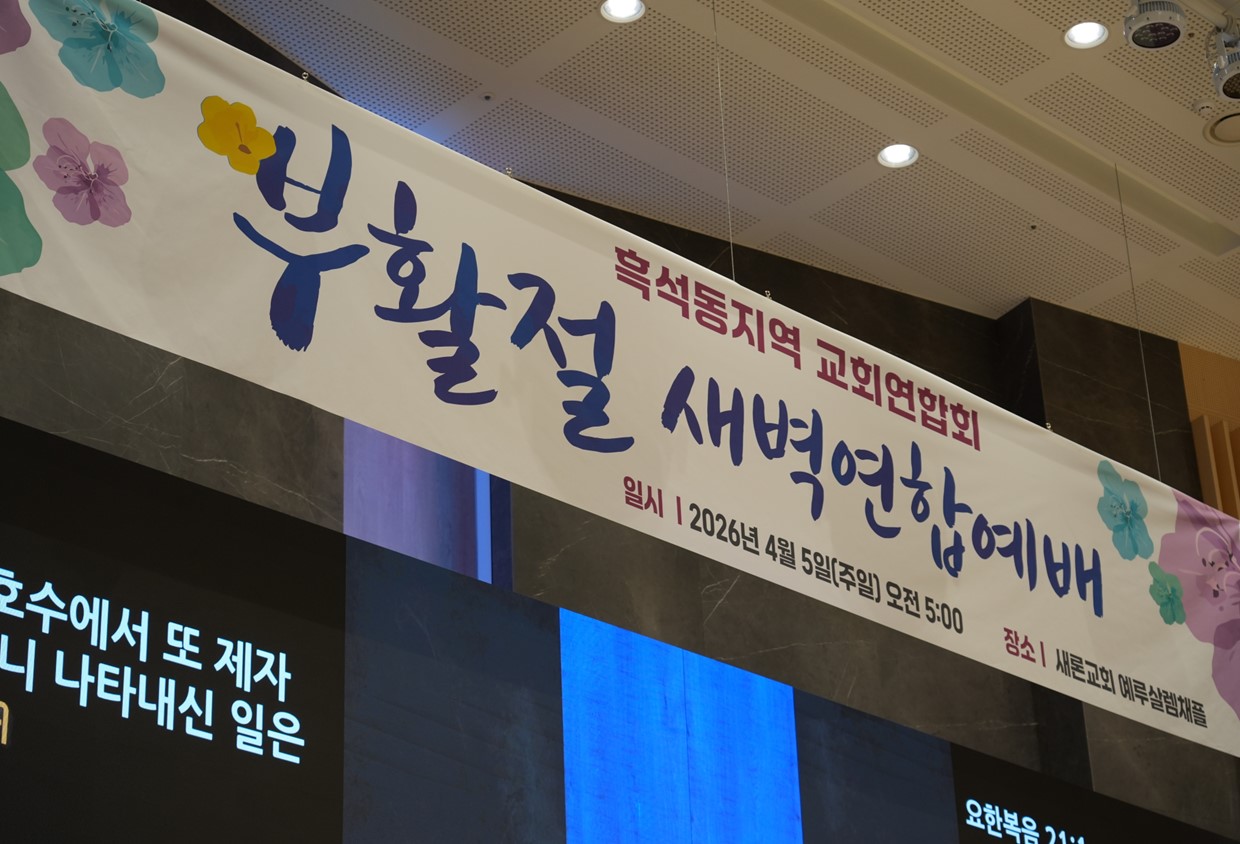 흑석동지역 교회연합회
부활절 새벽연합예배
일시 | 2026년 4월 5일(주일) 오전 5:00
장소 | 새론교회 예루살렘채플
호수에서 또 제자
니 나타내신 일은
요한복음 21:1